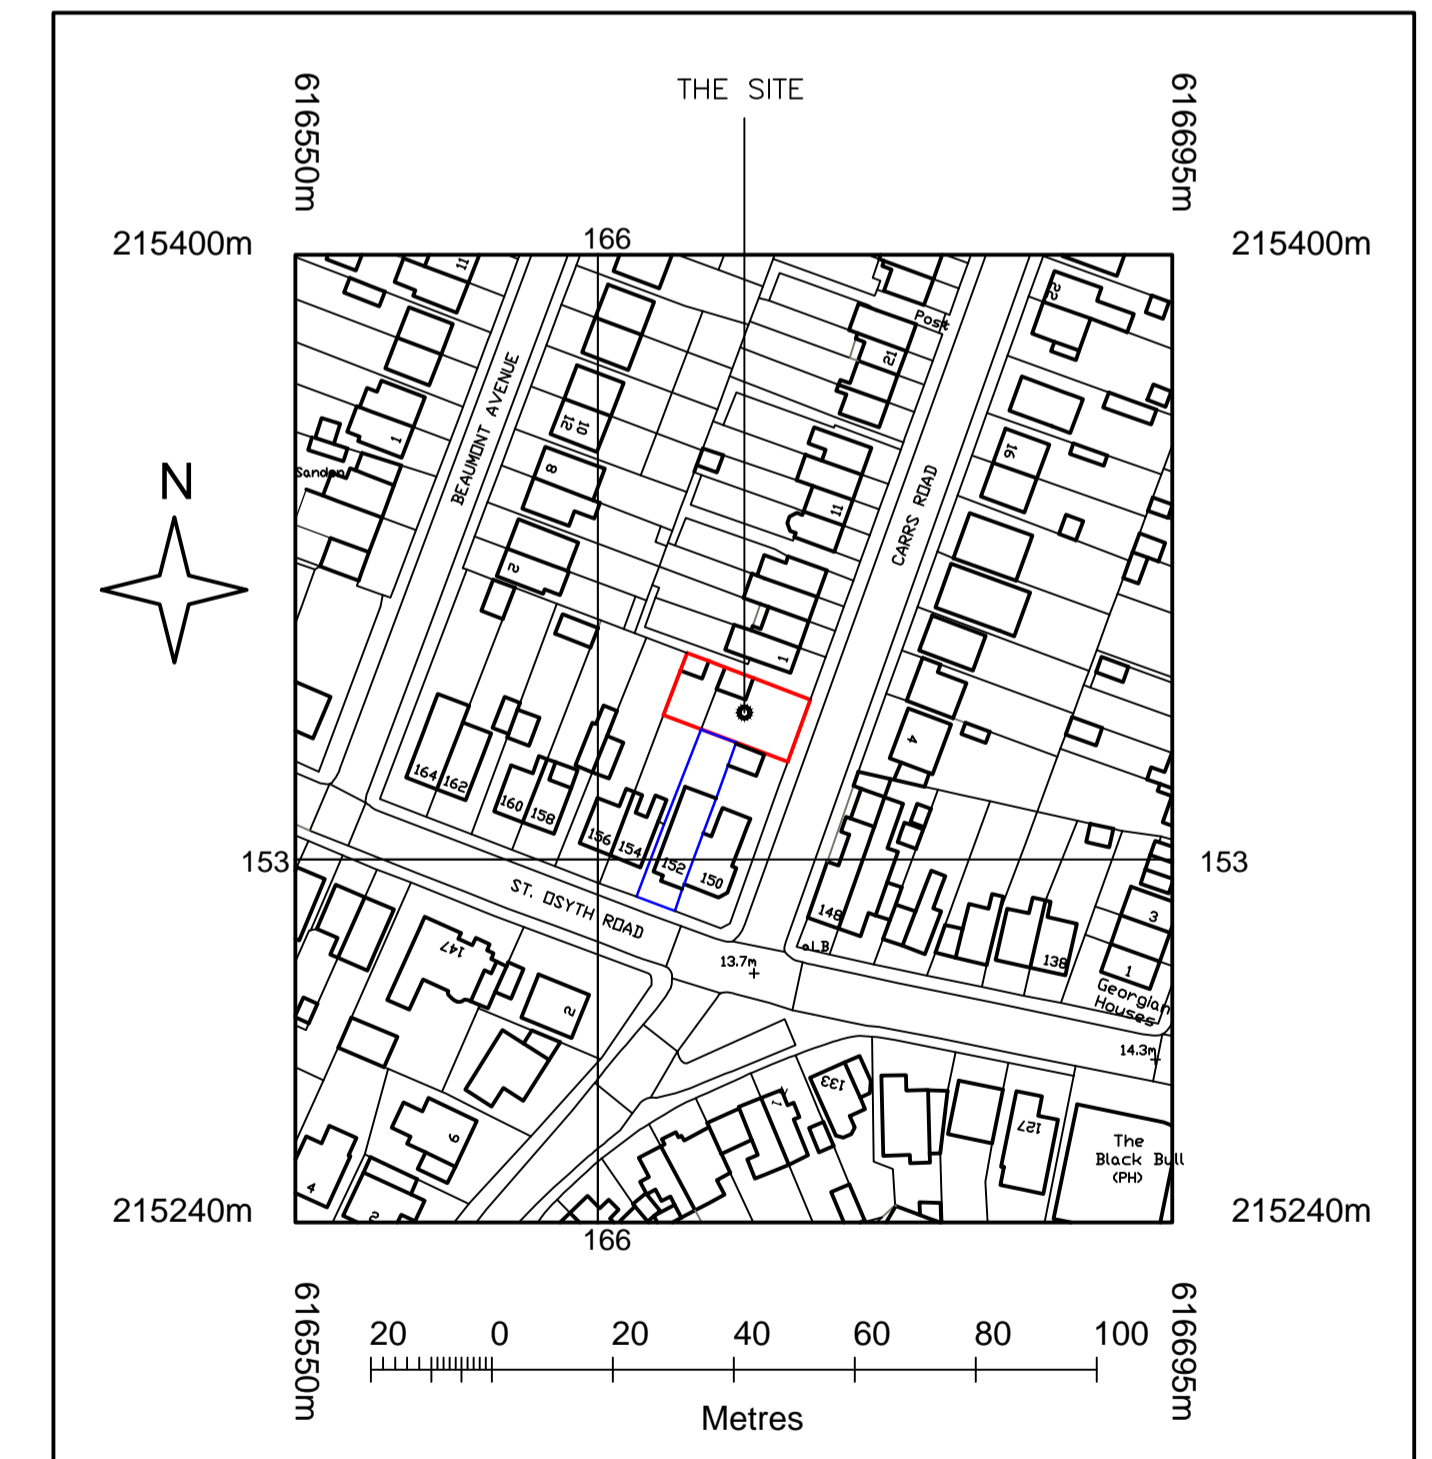 THE SITE
616550m
616695m
215400m
166
215400m
11
22
Post
21
BEAUMONT AVENUE
1
12
10
16
Sandon
8
11
CARRS ROAD
N
2
1
4
164
162
160
158
156
154
152
150
148
153
153
ST. OSYTH ROAD
3
147
LB
138
1
13.7m
Georgian
Houses
2
14.3m
133
1
127
9
The
Black Bull
(PH)
4
2
215240m
215240m
166
616550m
616695m
20 0 20 40 60 80 100
Metres